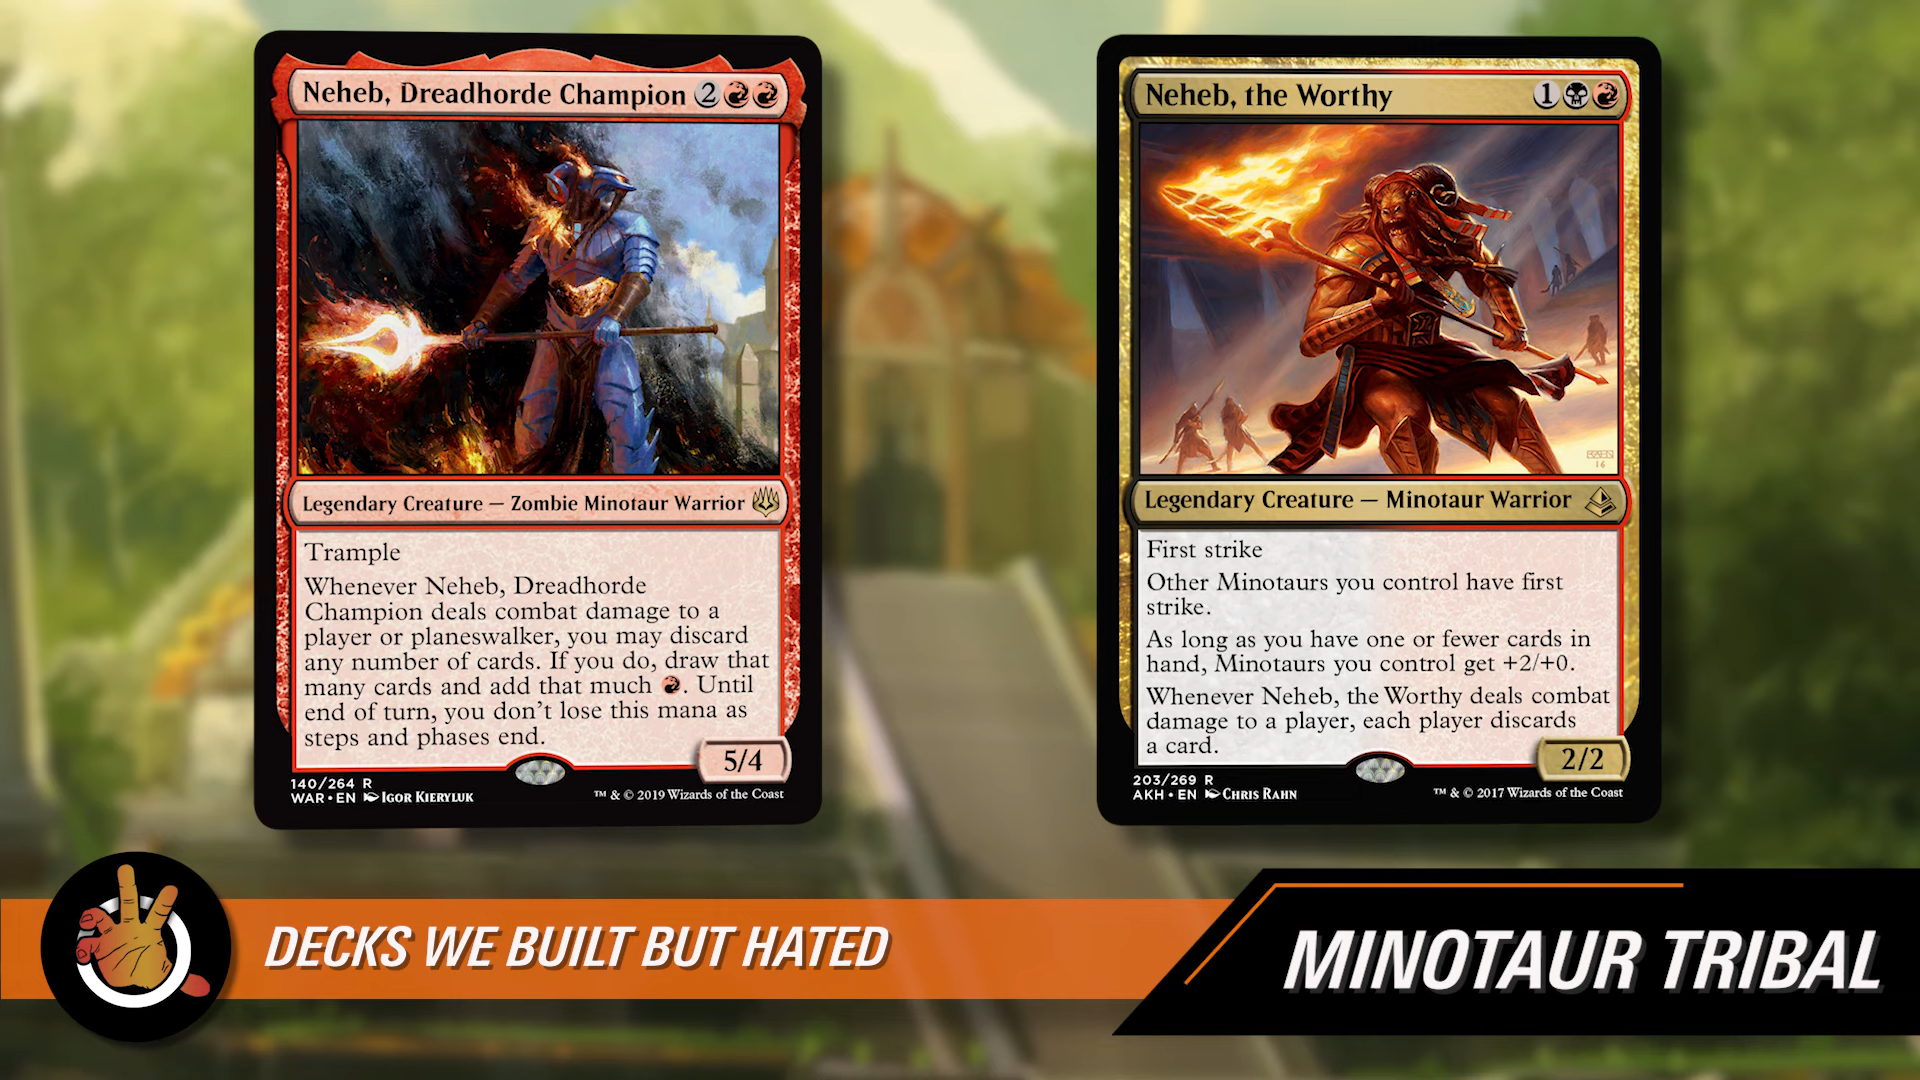 Neheb, Dreadhorde Champion 2
Legendary Creature — Zombie Minotaur Warrior
Trample
Whenever Neheb, Dreadhorde
Champion deals combat damage to a
player or planeswalker, you may discard
any number of cards. If you do, draw that
many cards and add that much . Until
end of turn, you don't lose this mana as
steps and phases end.
5/4
140/264 R
WAR • EN Igor Kieryluk
™ & © 2019 Wizards of the Coast
Neheb, the Worthy 1
Legendary Creature — Minotaur Warrior
First strike
Other Minotaurs you control have first
strike.
As long as you have one or fewer cards in
hand, Minotaurs you control get +2/+0.
Whenever Neheb, the Worthy deals combat
damage to a player, each player discards
a card.
2/2
203/269 R
AKH • EN Chris Rahn
™ & © 2017 Wizards of the Coast
DECKS WE BUILT BUT HATED
MINOTAUR TRIBAL